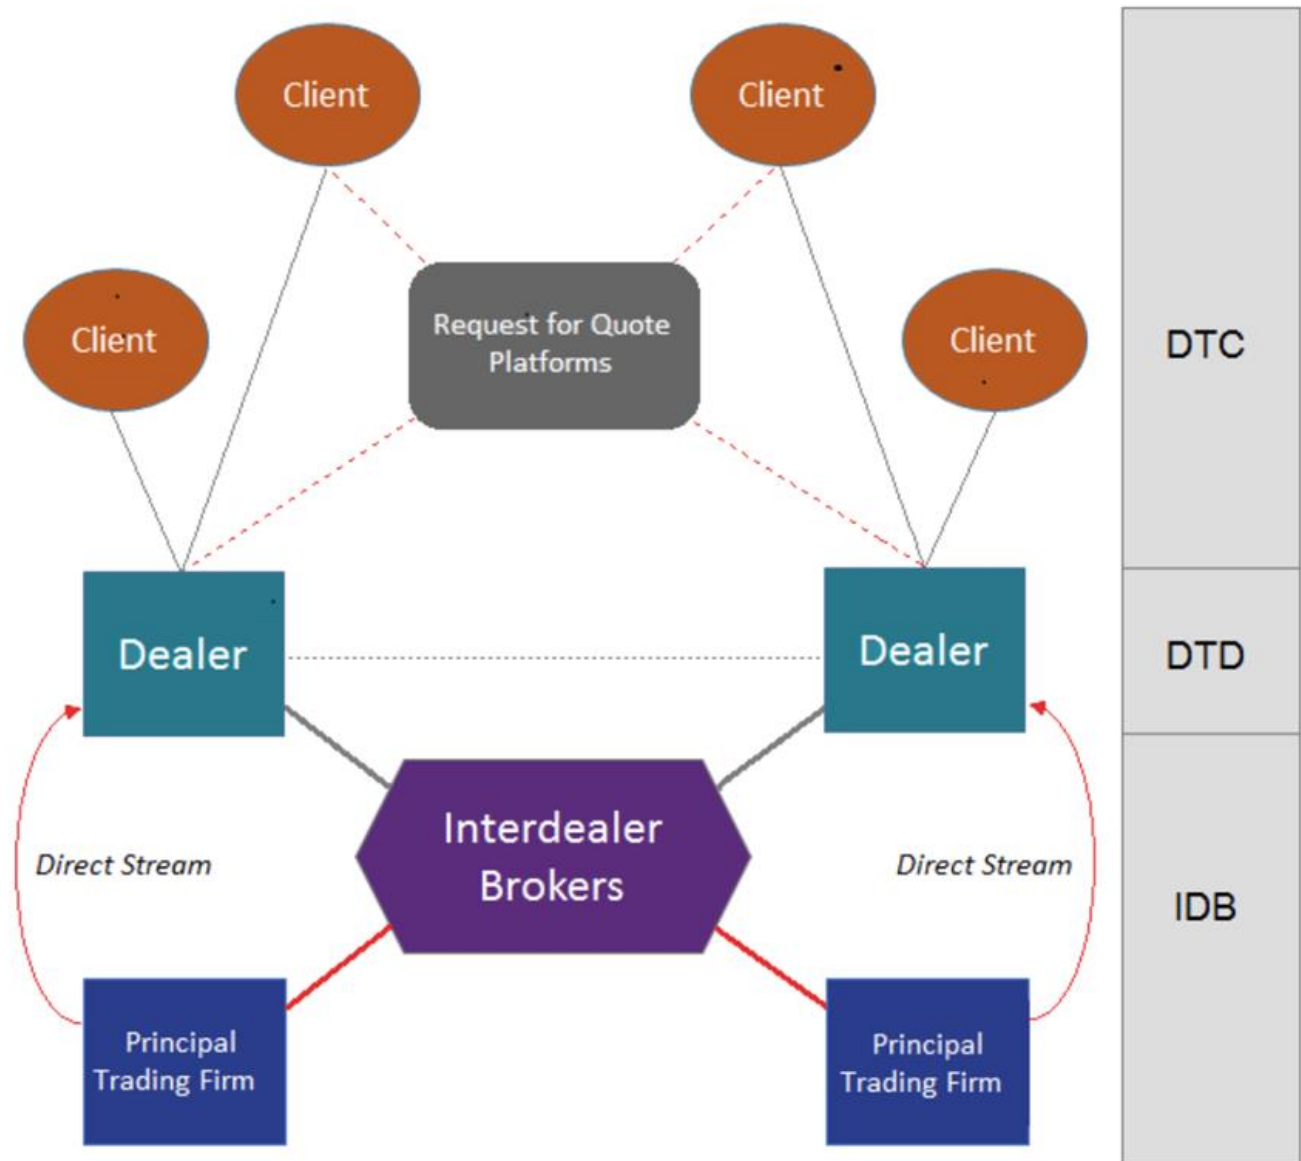 Client
Client
Client
Request for Quote
Platforms
Client
DTC
Dealer
Dealer
DTD
Interdealer
Brokers
Direct Stream
Direct Stream
IDB
Principal
Trading Firm
Principal
Trading Firm